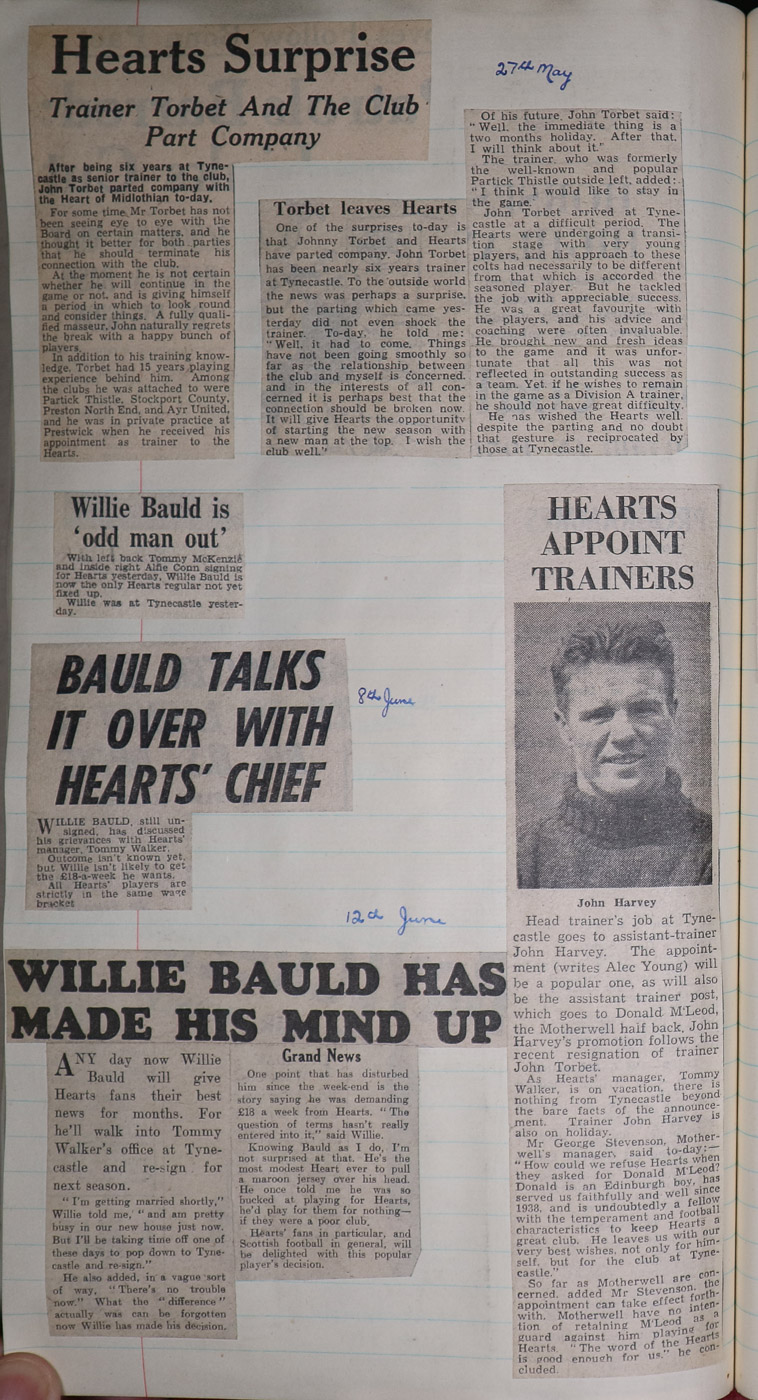 Hearts Surprise
Trainer Torbet And The Club
Part Company
After being six years at Tyne-
castle as senior trainer to the club,
John Torbet parted company with
the Heart of Midlothian to-day.
For some time, Mr Torbet has not
been seeing eye to eye with the
Board on certain matters, and he
thought it better for both parties
that he should terminate his
connection with the club.
At the moment he is not certain
whether he will continue in the
game or not, and is giving himself
a period in which to look round
and consider things. A fully quali-
fied masseur, John naturally regrets
the break with a happy bunch of
players.
In addition to his training know-
ledge, Torbet had 15 years playing
experience behind him. Among
the clubs he was attached to were
Partick Thistle, Stockport County,
Preston North End, and Ayr United,
and he was in private practice at
Prestwick when he received his
appointment as trainer to the
Hearts.
27th May
Torbet leaves Hearts
One of the surprises to-day is
that Johnny Torbet and Hearts
have parted company. John Torbet
has been nearly six years trainer
at Tynecastle. To the outside world
the news was perhaps a surprise,
but the parting which came yes-
terday did not even shock the
trainer. To-day, he told me:
"Well, it had to come. Things
have not been going smoothly so
far as the relationship between
the club and myself is concerned,
and in the interests of all con-
cerned it is perhaps best that the
connection should be broken now.
It will give Hearts the opportunity
of starting the new season with
a new man at the top. I wish the
club well."
Of his future, John Torbet said:
"Well, the immediate thing is a
two months holiday. After that,
I will think about it."
The trainer, who was formerly
the well-known and popular
Partick Thistle outside left, added:
"I think I would like to stay in
the game."
John Torbet arrived at Tyne-
castle at a difficult period. The
Hearts were undergoing a transi-
tion stage with very young
players, and his approach to these
colts had necessarily to be different
from that which is accorded the
seasoned player. But he tackled
the job with appreciable success.
He was a great favourite with
the players, and his advice and
coaching were often invaluable.
He brought new and fresh ideas
to the game and it was unfor-
tunate that all this was not
reflected in outstanding success as
a team. Yet, if he wishes to remain
in the game as a Division A trainer,
he should not have great difficulty.
He has wished the Hearts well
despite the parting and no doubt
that gesture is reciprocated by
those at Tynecastle.
Willie Bauld is
'odd man out'
With left back Tommy McKenzie
and inside right Alfie Conn signing
for Hearts yesterday, Willie Bauld is
now the only Hearts regular not yet
fixed up.
Willie was at Tynecastle yester-
day.
BAULD TALKS
IT OVER WITH
HEARTS' CHIEF
8th June
WILLIE BAULD, still un-
signed, has discussed
his grievances with Hearts'
manager, Tommy Walker.
Outcome isn't known yet,
but Willie isn't likely to get
the £18-a-week he wants.
All Hearts' players are
strictly in the same wage
bracket
12th June
WILLIE BAULD HAS
MADE HIS MIND UP
ANY day now Willie
Bauld will give
Hearts fans their best
news for months. For
he'll walk into Tommy
Walker's office at Tyne-
castle and re-sign for
next season.
"I'm getting married shortly,"
Willie told me, "and am pretty
busy in our new house just now.
But I'll be taking time off one of
these days to pop down to Tyne-
castle and re-sign."
He also added, in a vague sort
of way, "There's no trouble
now." What the "difference"
actually was can be forgotten
now Willie has made his decision.
Grand News
One point that has disturbed
him since the week-end is the
story saying he was demanding
£18 a week from Hearts. "The
question of terms hasn't really
entered into it," said Willie.
Knowing Bauld as I do, I'm
not surprised at that. He's the
most modest Heart ever to pull
a maroon jersey over his head.
He once told me he was so
bucked at playing for Hearts,
he'd play for them for nothing—
if they were a poor club.
Hearts' fans in particular, and
Scottish football in general, will
be delighted with this popular
player's decision.
HEARTS
APPOINT
TRAINERS
John Harvey
Head trainer's job at Tyne-
castle goes to assistant-trainer
John Harvey. The appoint-
ment (writes Alec Young) will
be a popular one, as will also
be the assistant trainer post,
which goes to Donald M'Leod,
the Motherwell half back. John
Harvey's promotion follows the
recent resignation of trainer
John Torbet.
As Hearts' manager, Tommy
Walker, is on vacation, there is
nothing from Tynecastle beyond
the bare facts of the announce-
ment. Trainer John Harvey is
also on holiday.
Mr George Stevenson, Mother-
well's manager, said to-day:—
"How could we refuse Hearts when
they asked for Donald M'Leod?
Donald is an Edinburgh boy, has
served us faithfully and well since
1938, and is undoubtedly a fellow
with the temperament and football
characteristics to keep Hearts a
great club. He leaves us with our
very best wishes, not only for him-
self, but for the club at Tyne-
castle."
So far as Motherwell are con-
cerned, added Mr Stevenson, the
appointment can take effect forth-
with. Motherwell have no inten-
tion of retaining M'Leod as a
guard against him playing for
Hearts. "The word of the Hearts
is good enough for us," he con-
cluded.